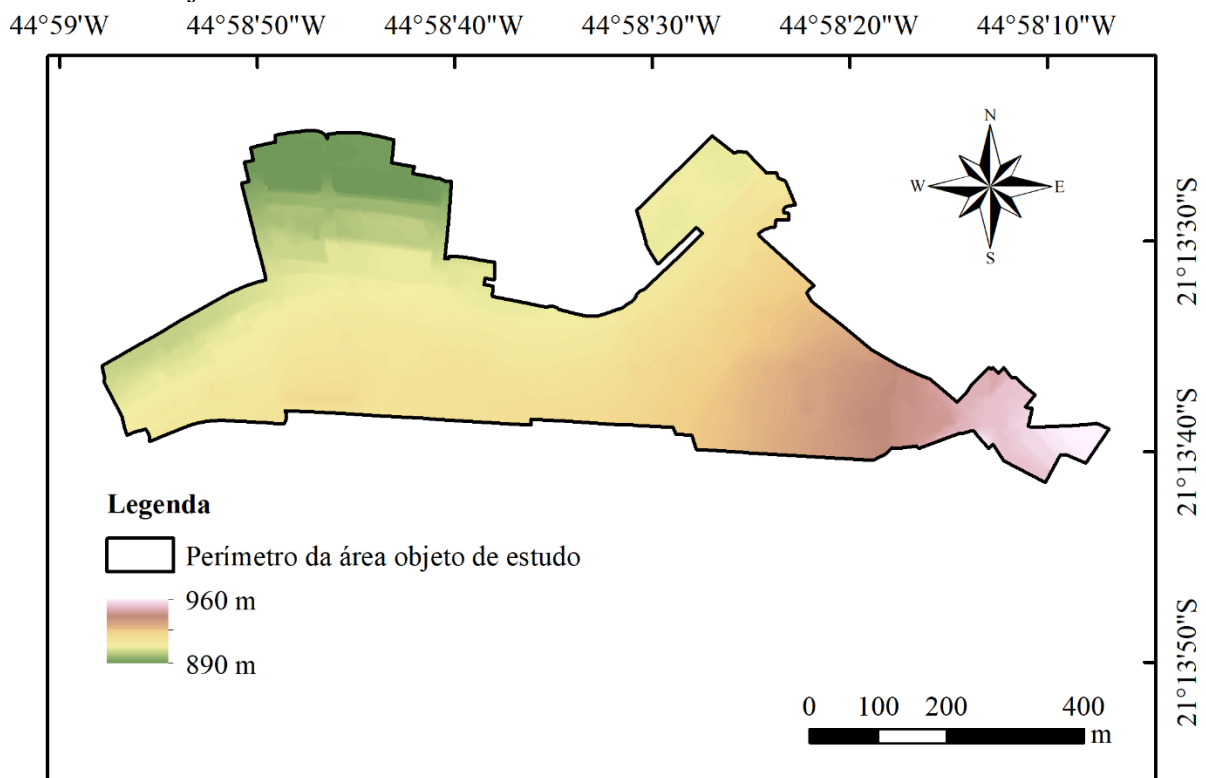 44°59'W 44°58'50"W 44°58'40"W 44°58'30"W 44°58'20"W 44°58'10"W
N
W E
S
21°13'30"S
21°13'40"S
21°13'50"S
Legenda
Perímetro da área objeto de estudo
960 m
890 m
0 100 200 400
m